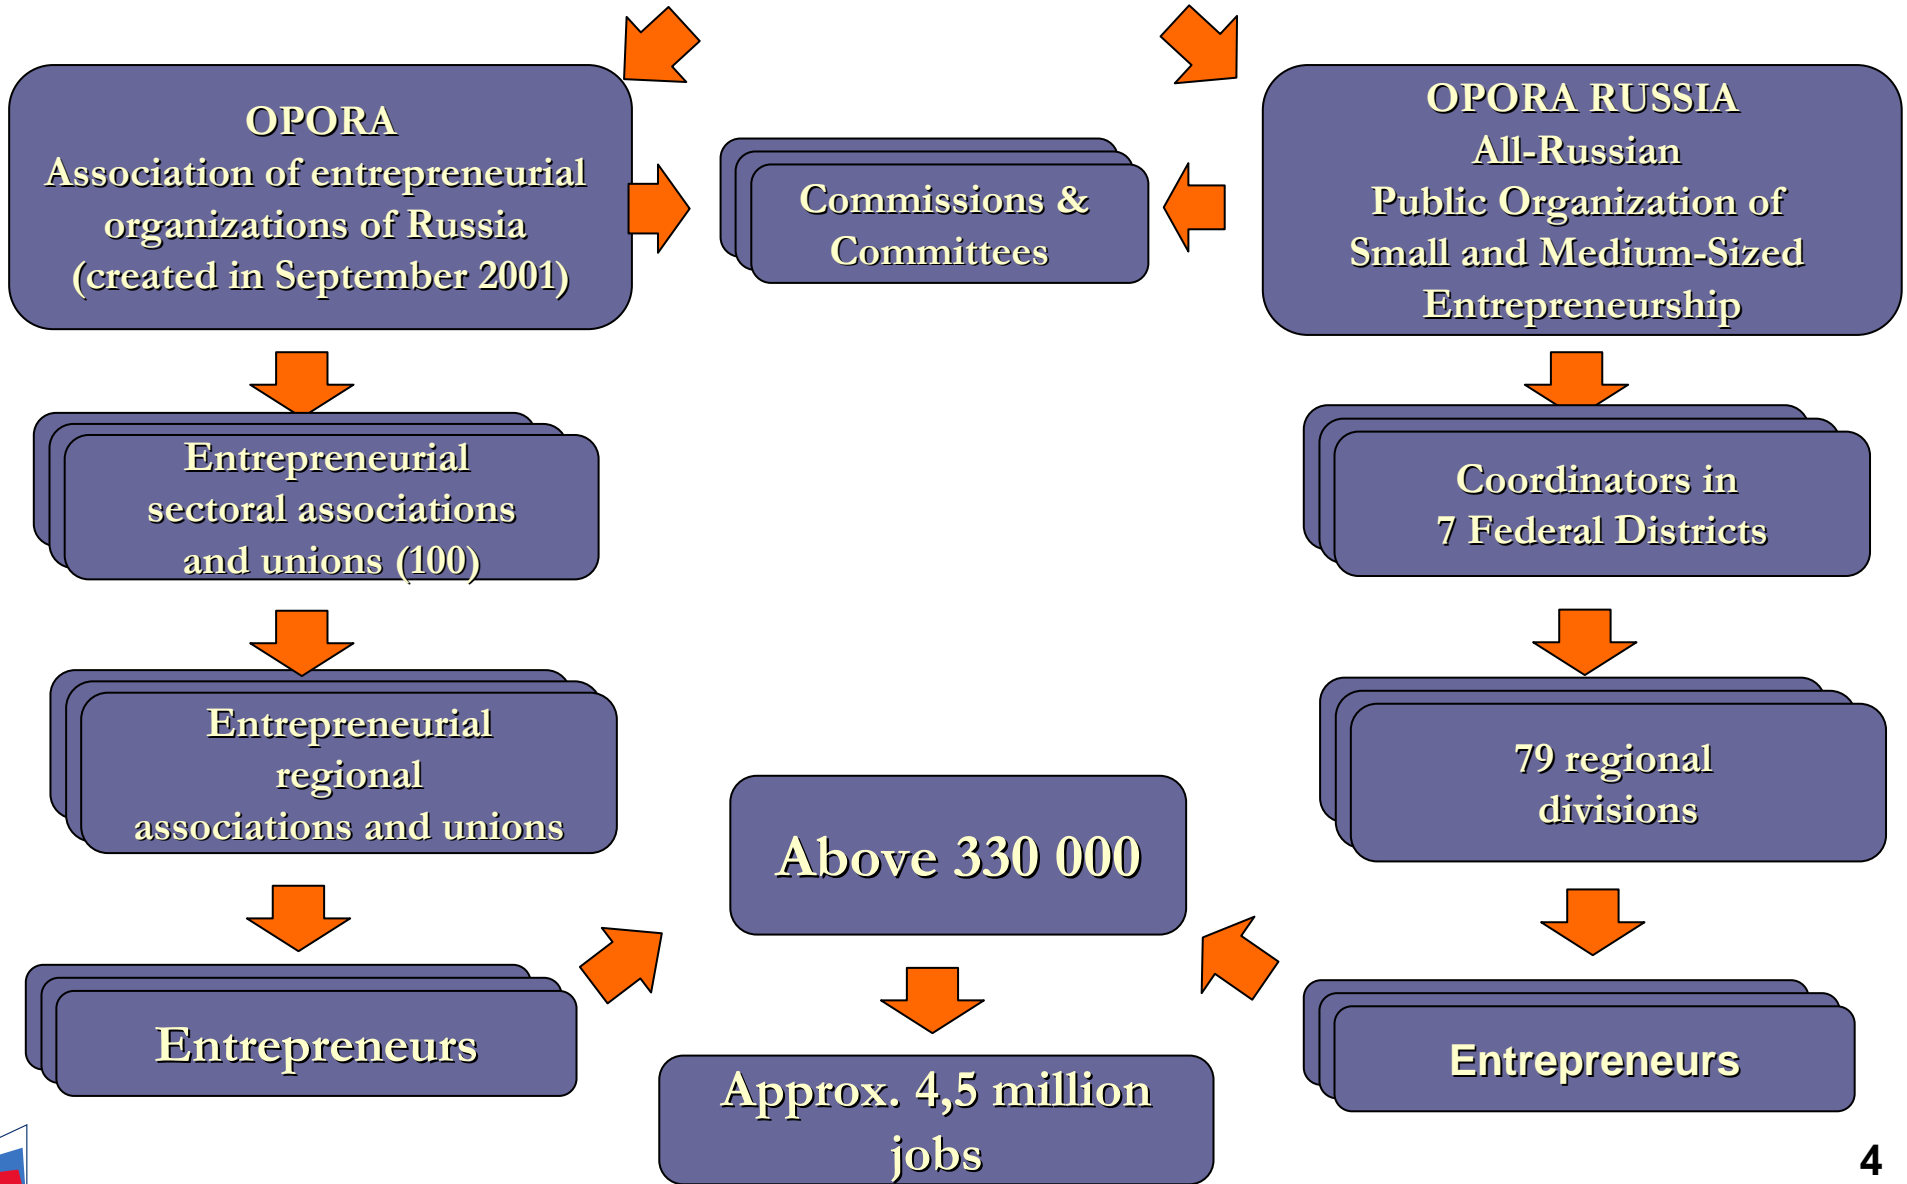 OPORA
Association of entrepreneurial
organizations of Russia
(created in September 2001)
Commissions &
Committees
OPORA RUSSIA
All-Russian
Public Organization of
Small and Medium-Sized
Entrepreneurship
Entrepreneurial
sectoral associations
and unions (100)
Coordinators in
7 Federal Districts
Entrepreneurial
regional
associations and unions
79 regional
divisions
Above 330 000
Entrepreneurs
Entrepreneurs
Approx. 4,5 million
jobs
4